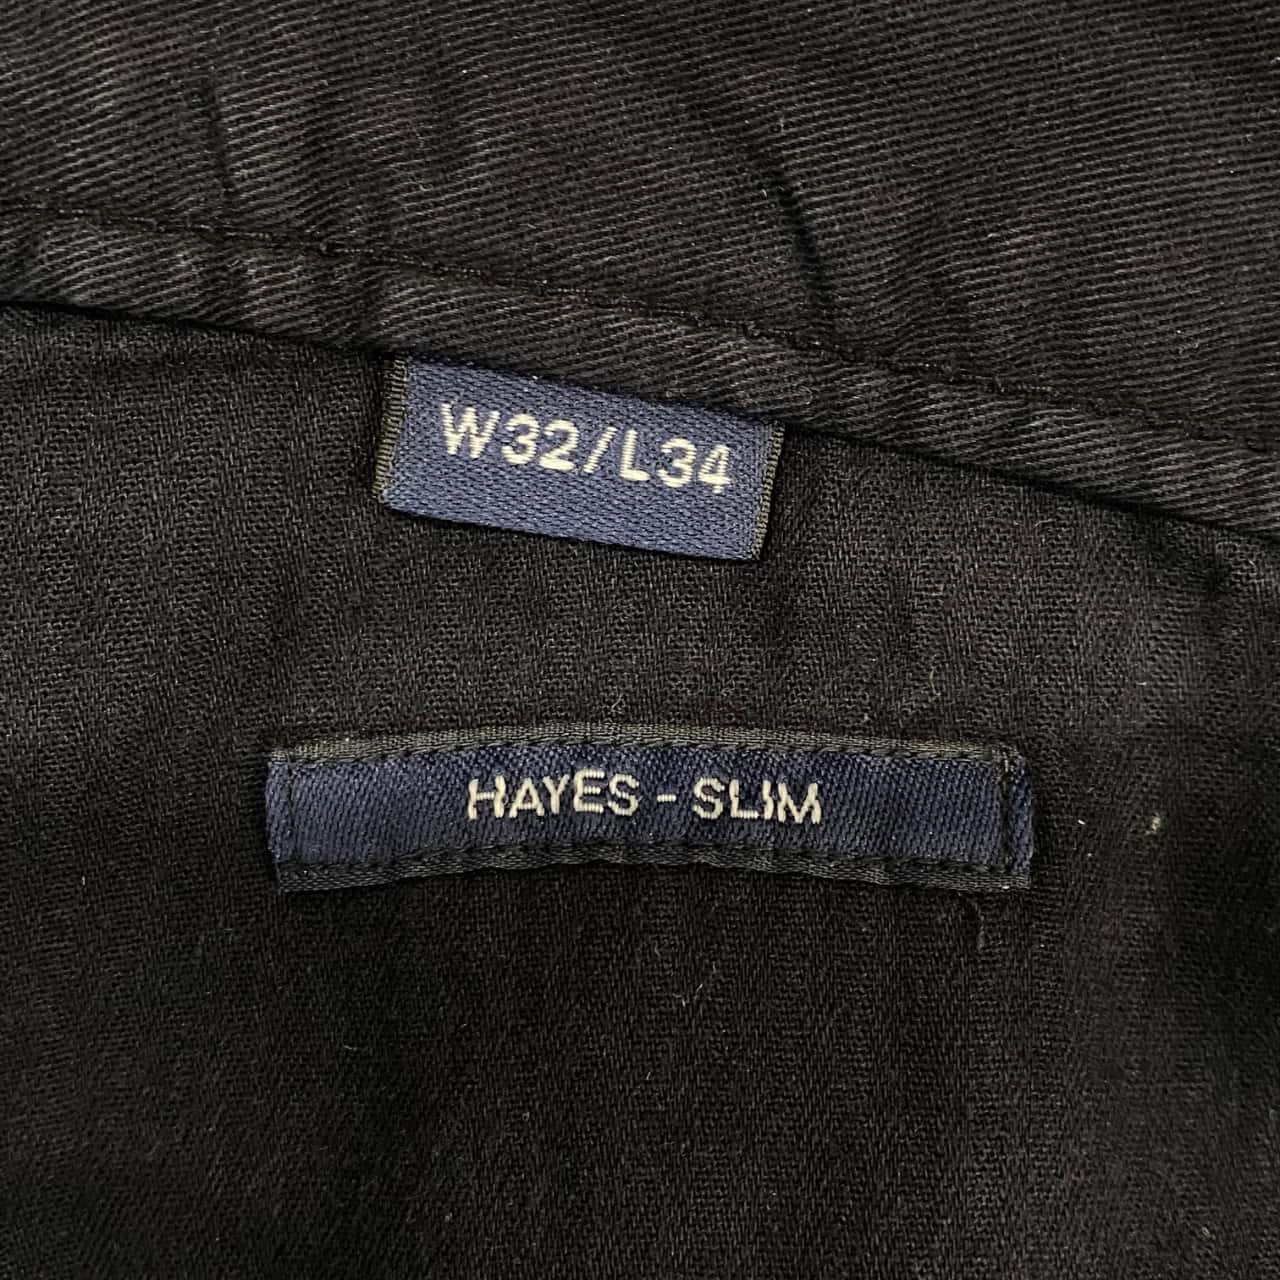 W32/L34
HAYES - SLIM